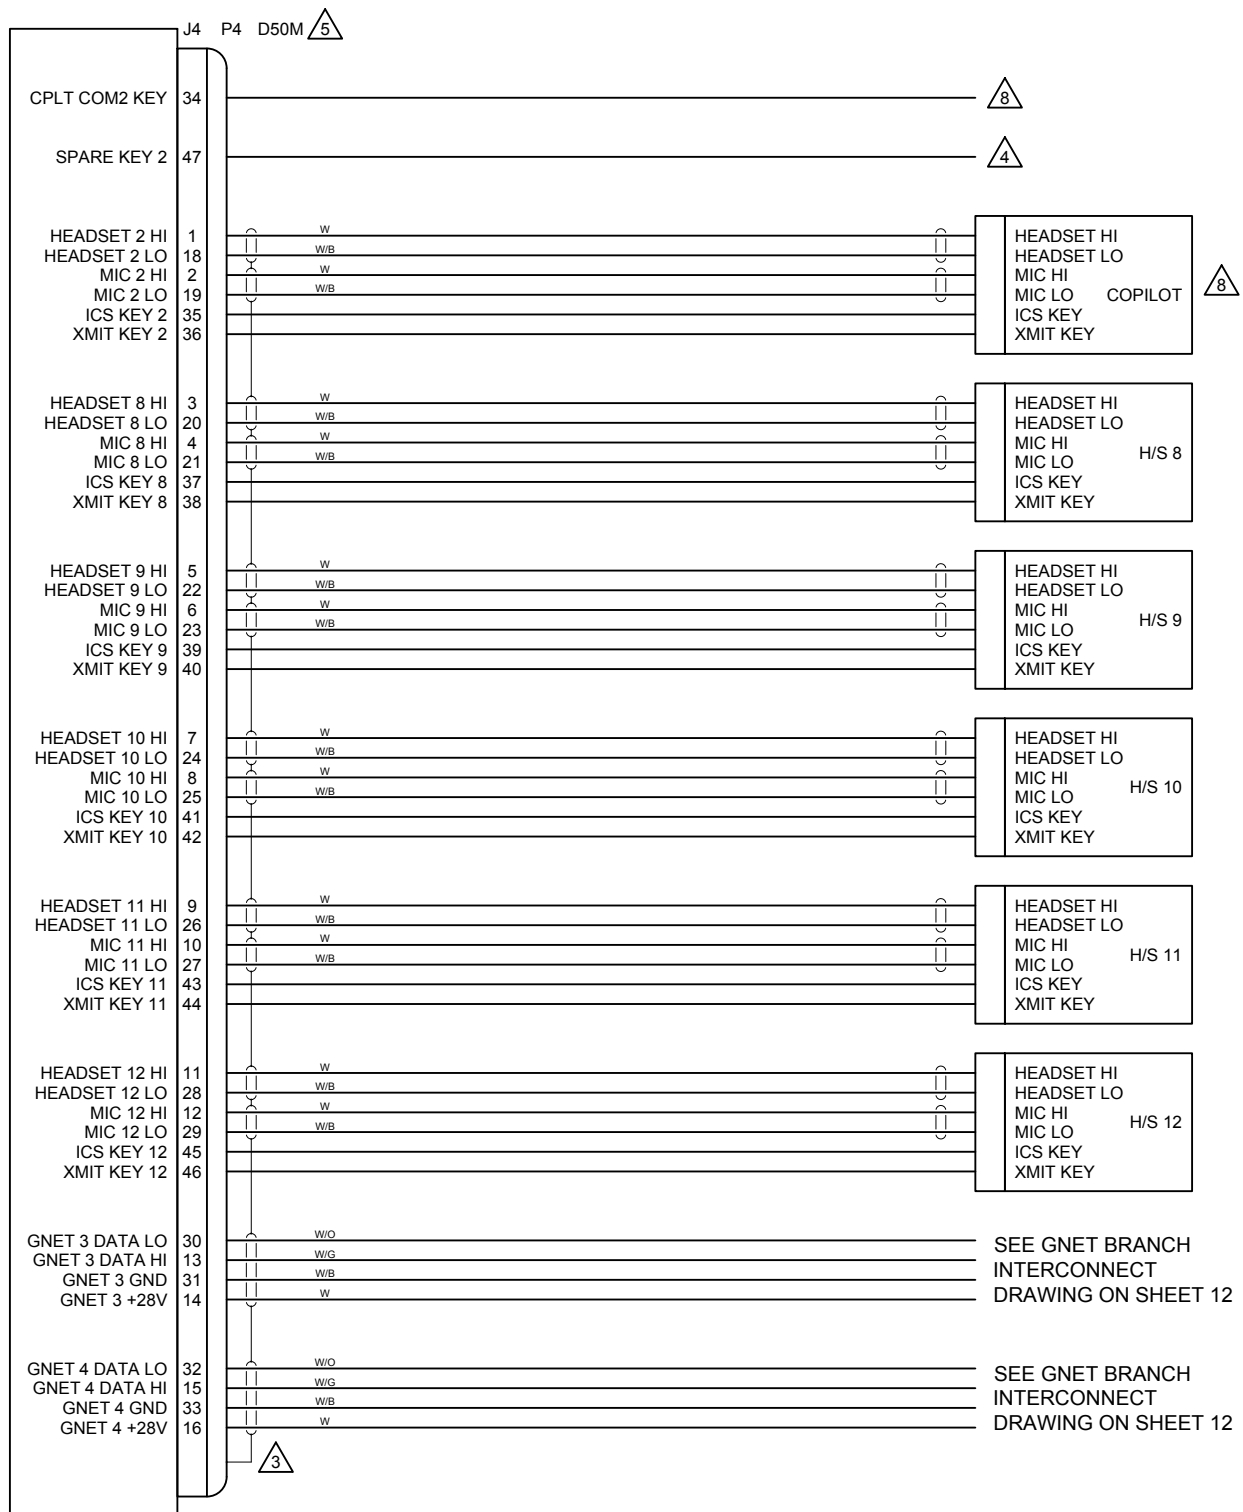 J4 P4 D50M 5
CPLT COM2 KEY 34 8
SPARE KEY 2 47 4
HEADSET 2 HI 1 W HEADSET HI
HEADSET 2 LO 18 W/B HEADSET LO
MIC 2 HI 2 W MIC HI
MIC 2 LO 19 W/B MIC LO COPILOT 8
ICS KEY 2 35 ICS KEY
XMIT KEY 2 36 XMIT KEY
HEADSET 8 HI 3 W HEADSET HI
HEADSET 8 LO 20 W/B HEADSET LO
MIC 8 HI 4 W MIC HI
MIC 8 LO 21 W/B MIC LO H/S 8
ICS KEY 8 37 ICS KEY
XMIT KEY 8 38 XMIT KEY
HEADSET 9 HI 5 W HEADSET HI
HEADSET 9 LO 22 W/B HEADSET LO
MIC 9 HI 6 W MIC HI
MIC 9 LO 23 W/B MIC LO H/S 9
ICS KEY 9 39 ICS KEY
XMIT KEY 9 40 XMIT KEY
HEADSET 10 HI 7 W HEADSET HI
HEADSET 10 LO 24 W/B HEADSET LO
MIC 10 HI 8 W MIC HI
MIC 10 LO 25 W/B MIC LO H/S 10
ICS KEY 10 41 ICS KEY
XMIT KEY 10 42 XMIT KEY
HEADSET 11 HI 9 W HEADSET HI
HEADSET 11 LO 26 W/B HEADSET LO
MIC 11 HI 10 W MIC HI
MIC 11 LO 27 W/B MIC LO H/S 11
ICS KEY 11 43 ICS KEY
XMIT KEY 11 44 XMIT KEY
HEADSET 12 HI 11 W HEADSET HI
HEADSET 12 LO 28 W/B HEADSET LO
MIC 12 HI 12 W MIC HI
MIC 12 LO 29 W/B MIC LO H/S 12
ICS KEY 12 45 ICS KEY
XMIT KEY 12 46 XMIT KEY
GNET 3 DATA LO 30 W/O SEE GNET BRANCH
GNET 3 DATA HI 13 W/G INTERCONNECT
GNET 3 GND 31 W/B DRAWING ON SHEET 12
GNET 3 +28V 14 W
GNET 4 DATA LO 32 W/O SEE GNET BRANCH
GNET 4 DATA HI 15 W/G INTERCONNECT
GNET 4 GND 33 W/B DRAWING ON SHEET 12
GNET 4 +28V 16 W
3